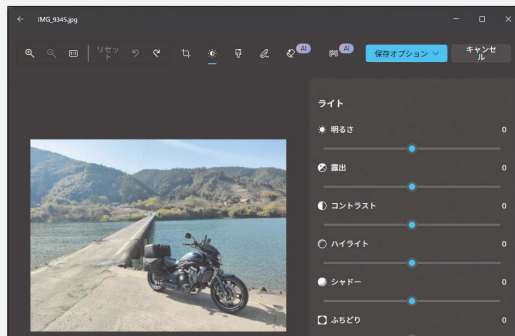 IMG_9345.jpg
リセッ
ト
AI
AI
保存オプション
キャンセ
ル
ライト
明るさ 0
露出 0
コントラスト 0
ハイライト 0
シャドー 0
ふちどり 0